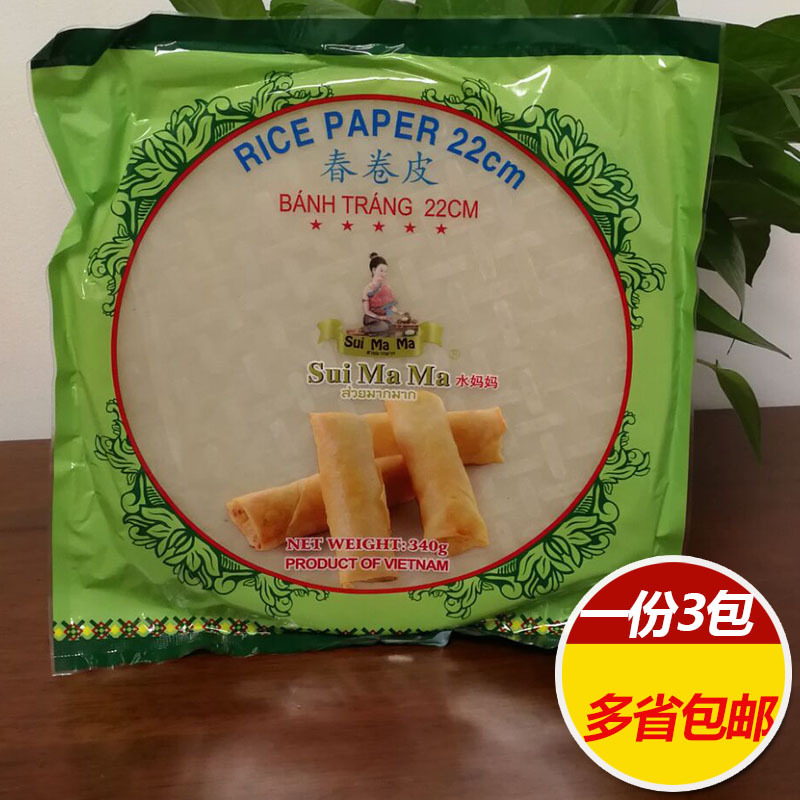 RICE PAPER 22cm
春卷皮
BÁNH TRÁNG 22CM
Sui Ma Ma
Sui Ma Ma 水妈妈
ส่วยมากมาก
NET WEIGHT: 340g
PRODUCT OF VIETNAM
一份3包
多省包邮